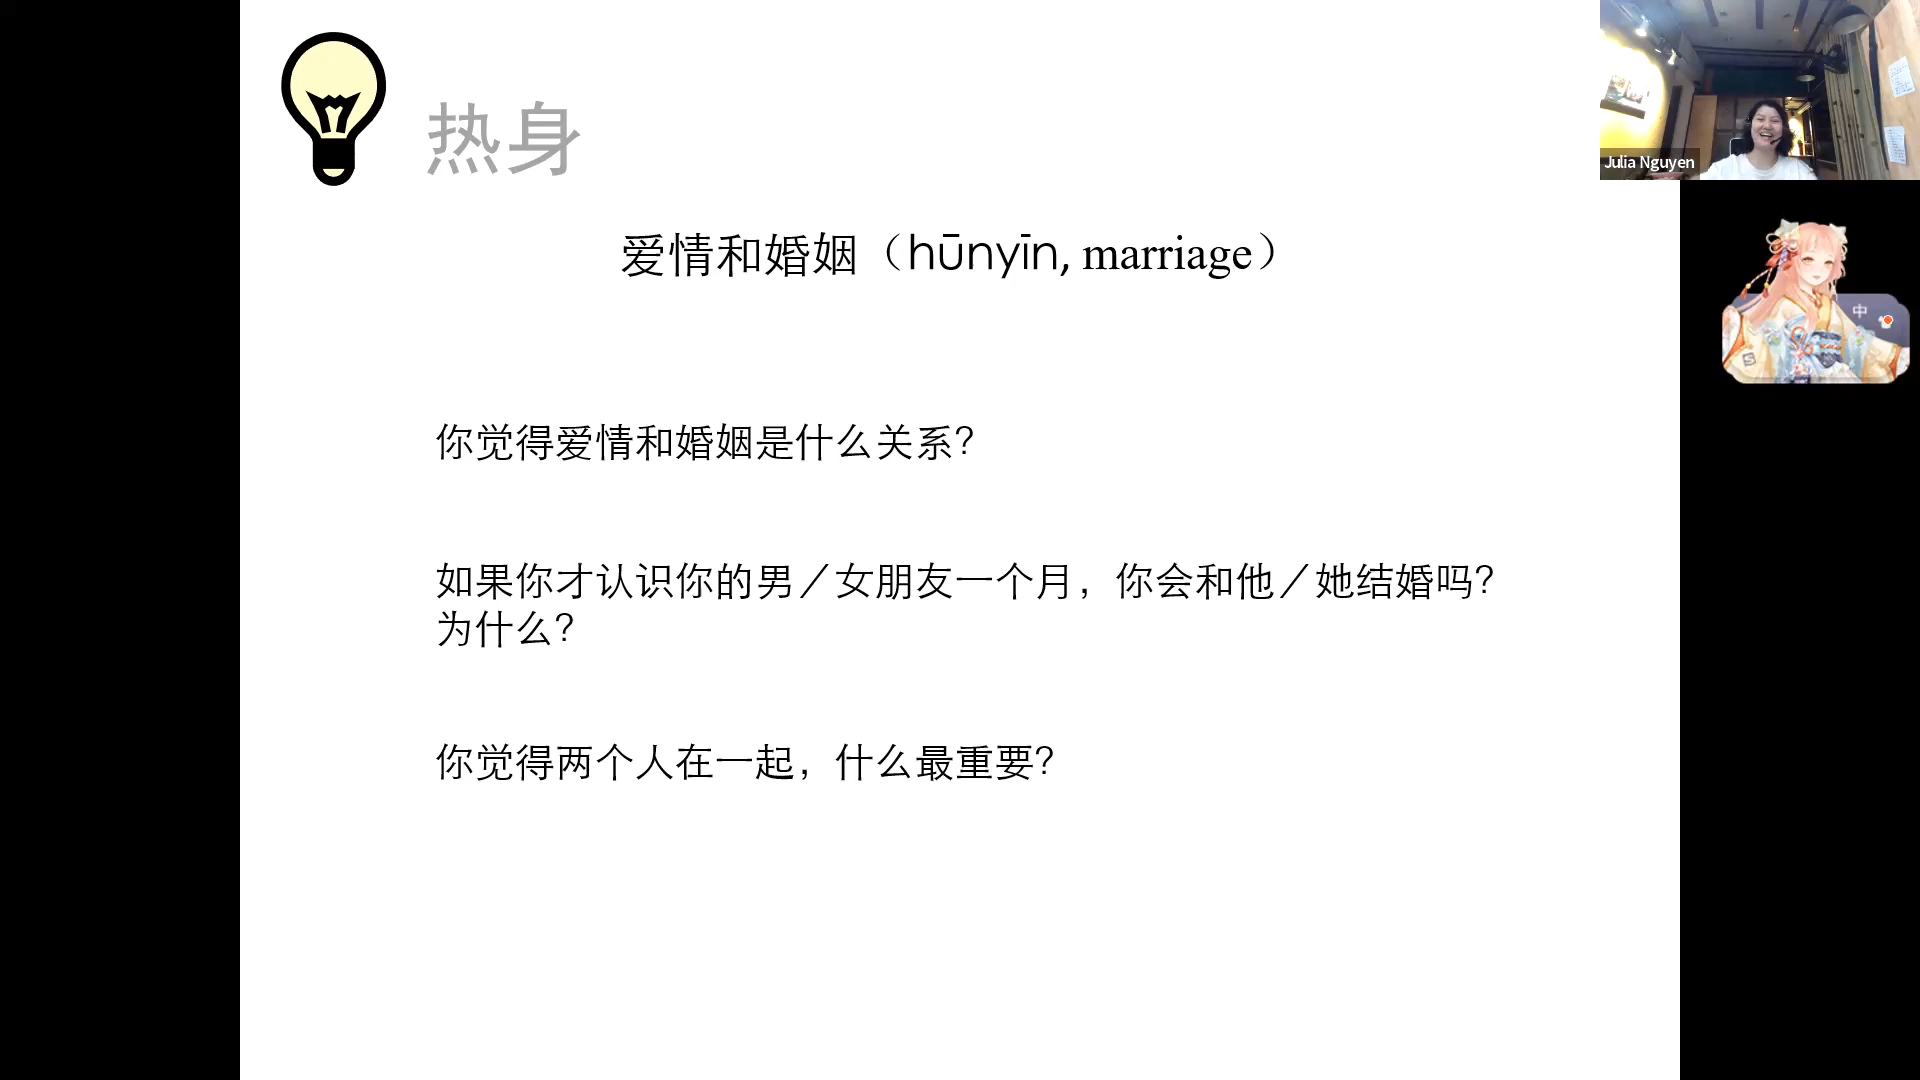 热身
爱情和婚姻（hūnyīn, marriage）
你觉得爱情和婚姻是什么关系？
如果你才认识你的男／女朋友一个月，你会和他／她结婚吗？
为什么？
你觉得两个人在一起，什么最重要？
Julia Nguyen
中
S